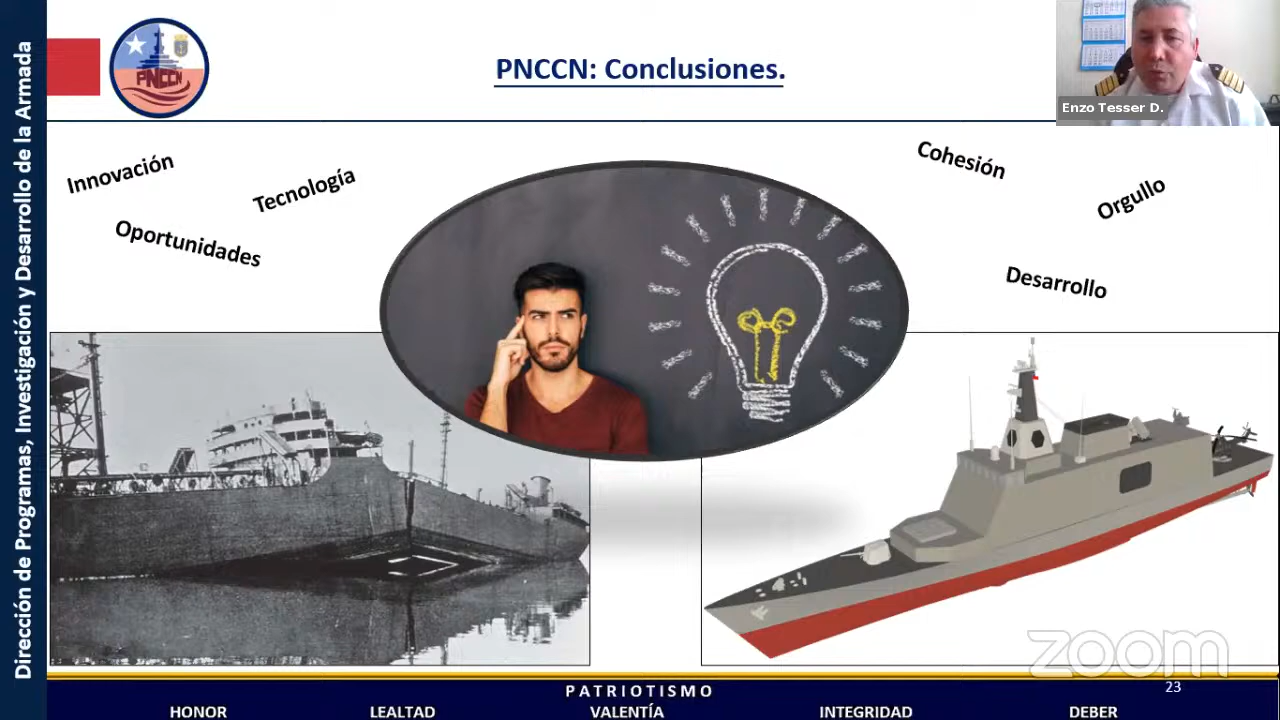 Dirección de Programas, Investigación y Desarrollo de la Armada
PNCCN
PNCCN: Conclusiones.
Enzo Tesser D.
Innovación
Tecnología
Oportunidades
Cohesión
Orgullo
Desarrollo
zoom
23
PATRIOTISMO
HONOR LEALTAD VALENTÍA INTEGRIDAD DEBER